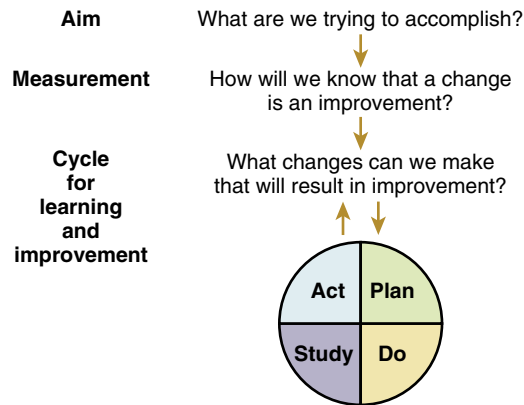 Aim
What are we trying to accomplish?
Measurement
How will we know that a change
is an improvement?
Cycle
for
learning
and
improvement
What changes can we make
that will result in improvement?
Act
Plan
Study
Do